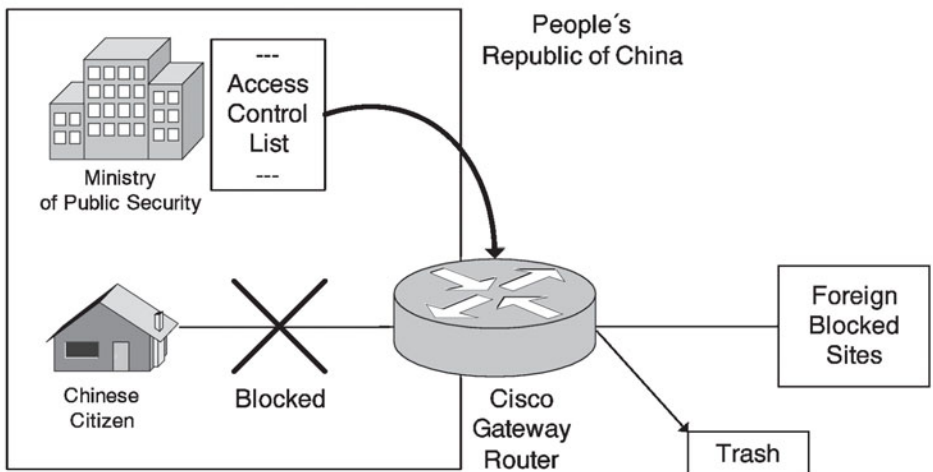 People´s
Republic of China
---
Access
Control
List
---
Ministry
of Public Security
Foreign
Blocked
Sites
Chinese
Citizen
Blocked
Cisco
Gateway
Router
Trash